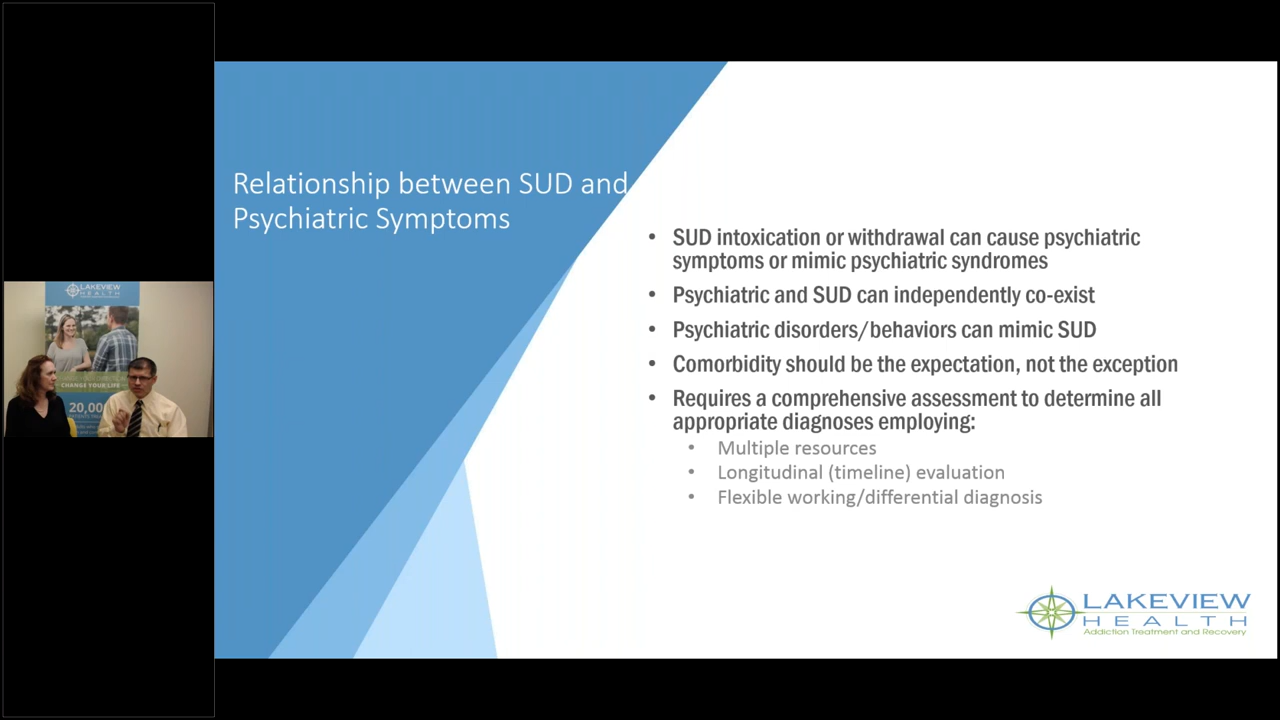 Relationship between SUD and
Psychiatric Symptoms
• SUD intoxication or withdrawal can cause psychiatric
symptoms or mimic psychiatric syndromes
• Psychiatric and SUD can independently co-exist
• Psychiatric disorders/behaviors can mimic SUD
• Comorbidity should be the expectation, not the exception
• Requires a comprehensive assessment to determine all
appropriate diagnoses employing:
• Multiple resources
• Longitudinal (timeline) evaluation
• Flexible working/differential diagnosis
LAKEVIEW
HEALTH
Addiction Treatment and Recovery
LAKEVIEW
HEALTH
CHANGE YOUR LIFE
20,00